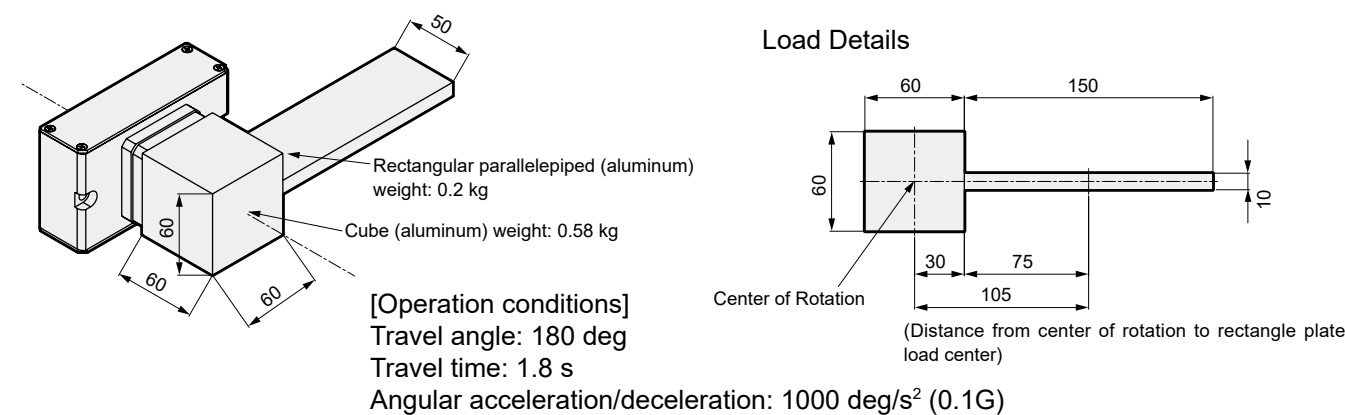 50
Rectangular parallelepiped (aluminum)
weight: 0.2 kg
60
Cube (aluminum) weight: 0.58 kg
60
60
[Operation conditions]
Travel angle: 180 deg
Travel time: 1.8 s
Angular acceleration/deceleration: 1000 deg/s² (0.1G)
Load Details
60
150
60
10
30
75
Center of Rotation
105
(Distance from center of rotation to rectangle plate
load center)